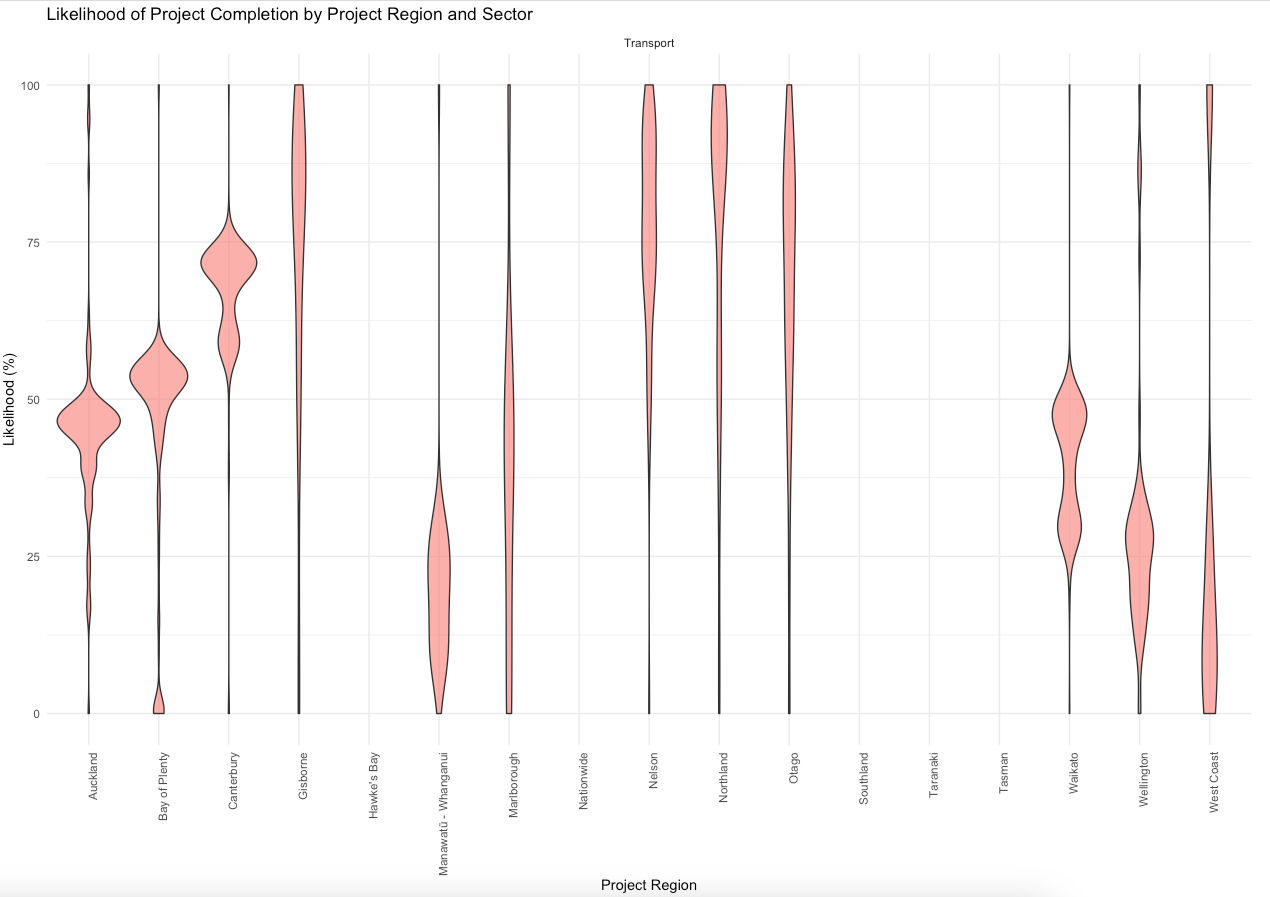 Likelihood of Project Completion by Project Region and Sector
Transport
100
75
50
25
0
Likelihood (%)
Auckland
Bay of Plenty
Canterbury
Gisborne
Hawke's Bay
Manawatū - Whanganui
Marlborough
Nationwide
Nelson
Northland
Otago
Southland
Taranaki
Tasman
Waikato
Wellington
West Coast
Project Region